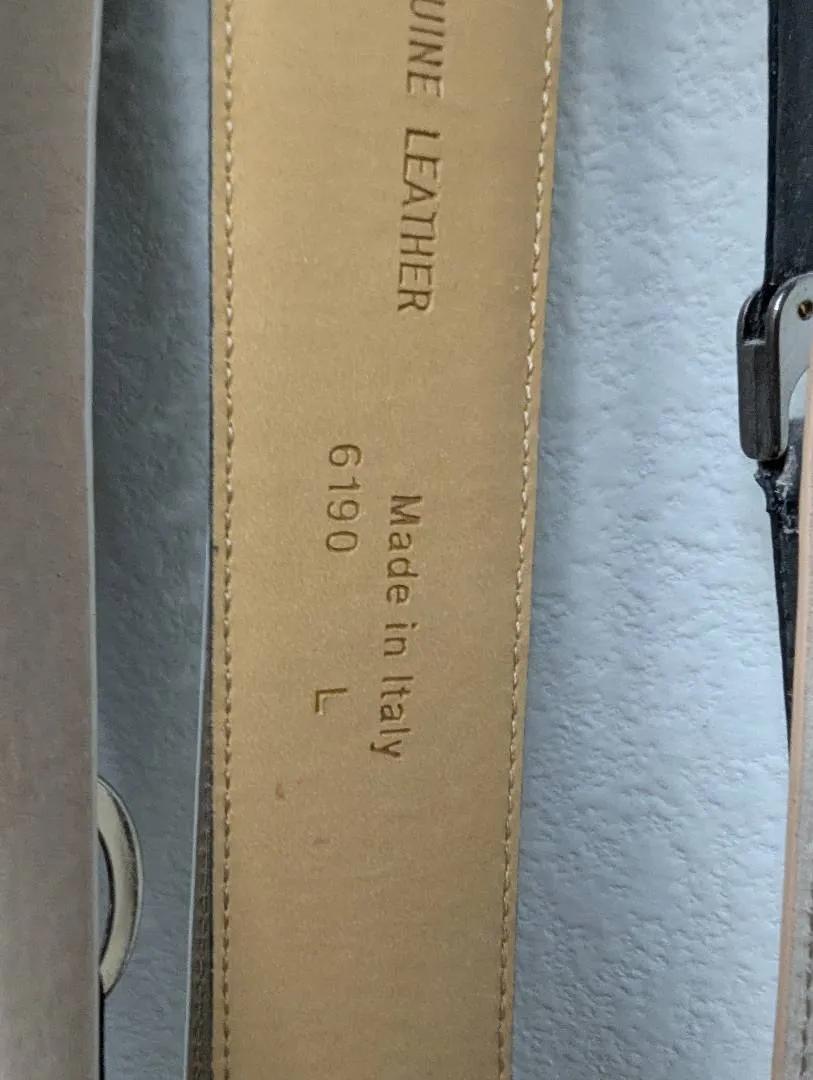 UINE LEATHER
Made in Italy
6190 L